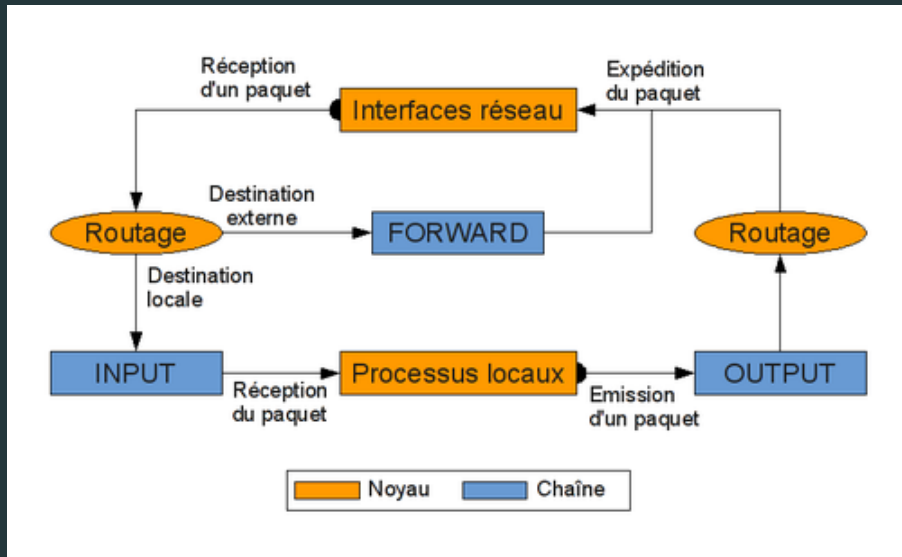 Réception
d'un paquet
Interfaces réseau
Expédition
du paquet
Destination
externe
Routage
FORWARD
Routage
Destination
locale
INPUT
Réception
du paquet
Processus locaux
Emission
d'un paquet
OUTPUT
Noyau
Chaîne